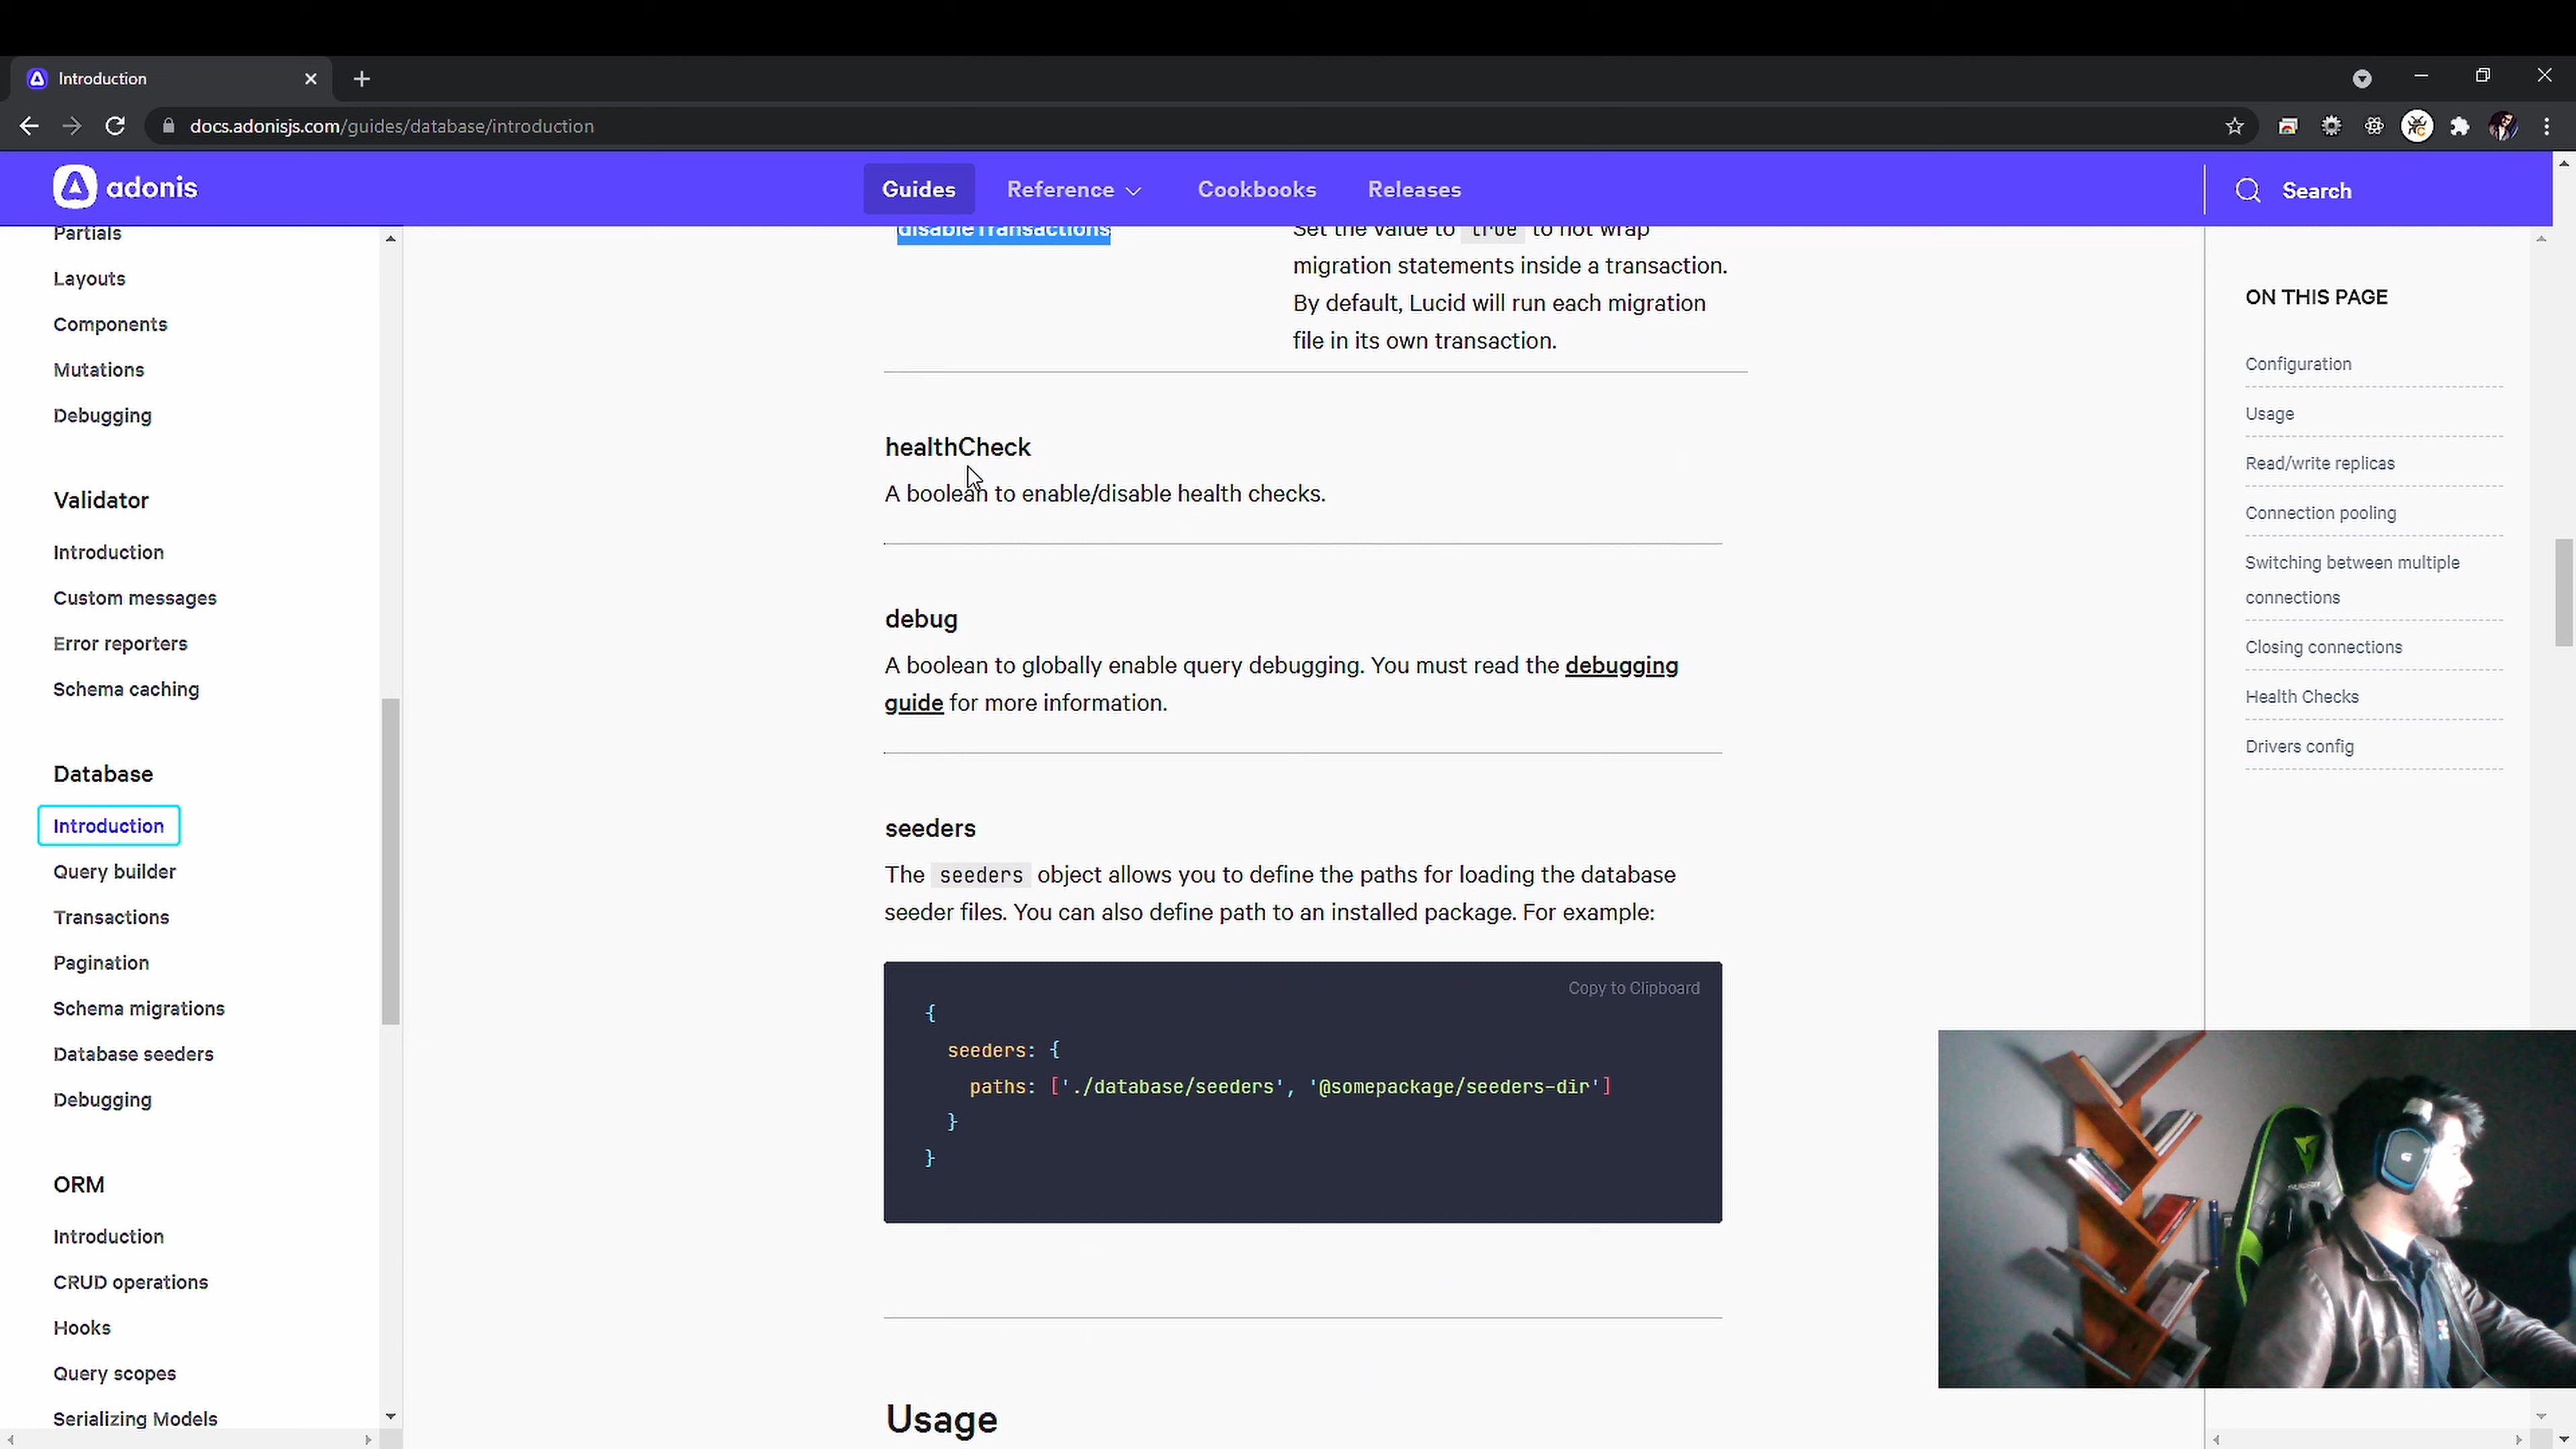 Introduction
docs.adonisjs.com/guides/database/introduction
adonis
Guides
Reference
Cookbooks
Releases
Search
Partials
Layouts
Components
Mutations
Debugging
Validator
Introduction
Custom messages
Error reporters
Schema caching
Database
Introduction
Query builder
Transactions
Pagination
Schema migrations
Database seeders
Debugging
ORM
Introduction
CRUD operations
Hooks
Query scopes
Serializing Models
disableTransactions
Set the value to true to not wrap
migration statements inside a transaction.
By default, Lucid will run each migration
file in its own transaction.
healthCheck
A boolean to enable/disable health checks.
debug
A boolean to globally enable query debugging. You must read the debugging
guide for more information.
seeders
The seeders object allows you to define the paths for loading the database
seeder files. You can also define path to an installed package. For example:
Copy to Clipboard
{
seeders: {
paths: ['./database/seeders', '@somepackage/seeders-dir']
}
}
Usage
ON THIS PAGE
Configuration
Usage
Read/write replicas
Connection pooling
Switching between multiple
connections
Closing connections
Health Checks
Drivers config